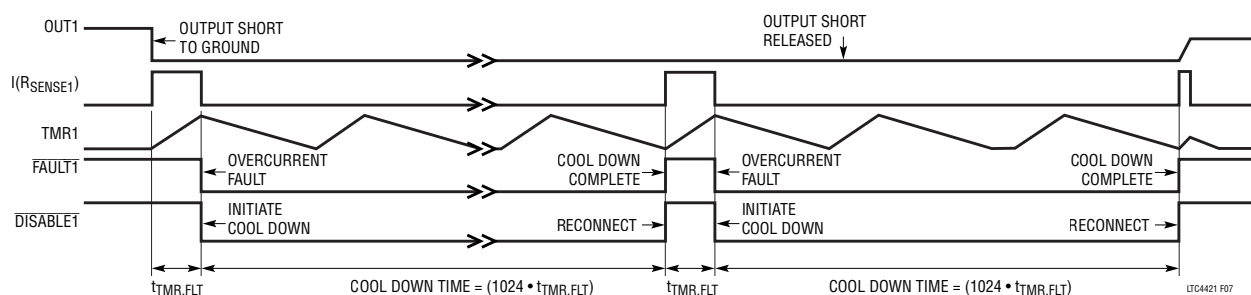 OUT1
OUTPUT SHORT
TO GROUND
OUTPUT SHORT
RELEASED
I(RSENSE1)
TMR1
FAULT1
OVERCURRENT
FAULT
COOL DOWN
COMPLETE
OVERCURRENT
FAULT
COOL DOWN
COMPLETE
DISABLE1
INITIATE
COOL DOWN
RECONNECT
INITIATE
COOL DOWN
RECONNECT
tTMR,FLT
COOL DOWN TIME = (1024 • tTMR,FLT)
tTMR,FLT
COOL DOWN TIME = (1024 • tTMR,FLT)
LTC4421 F07